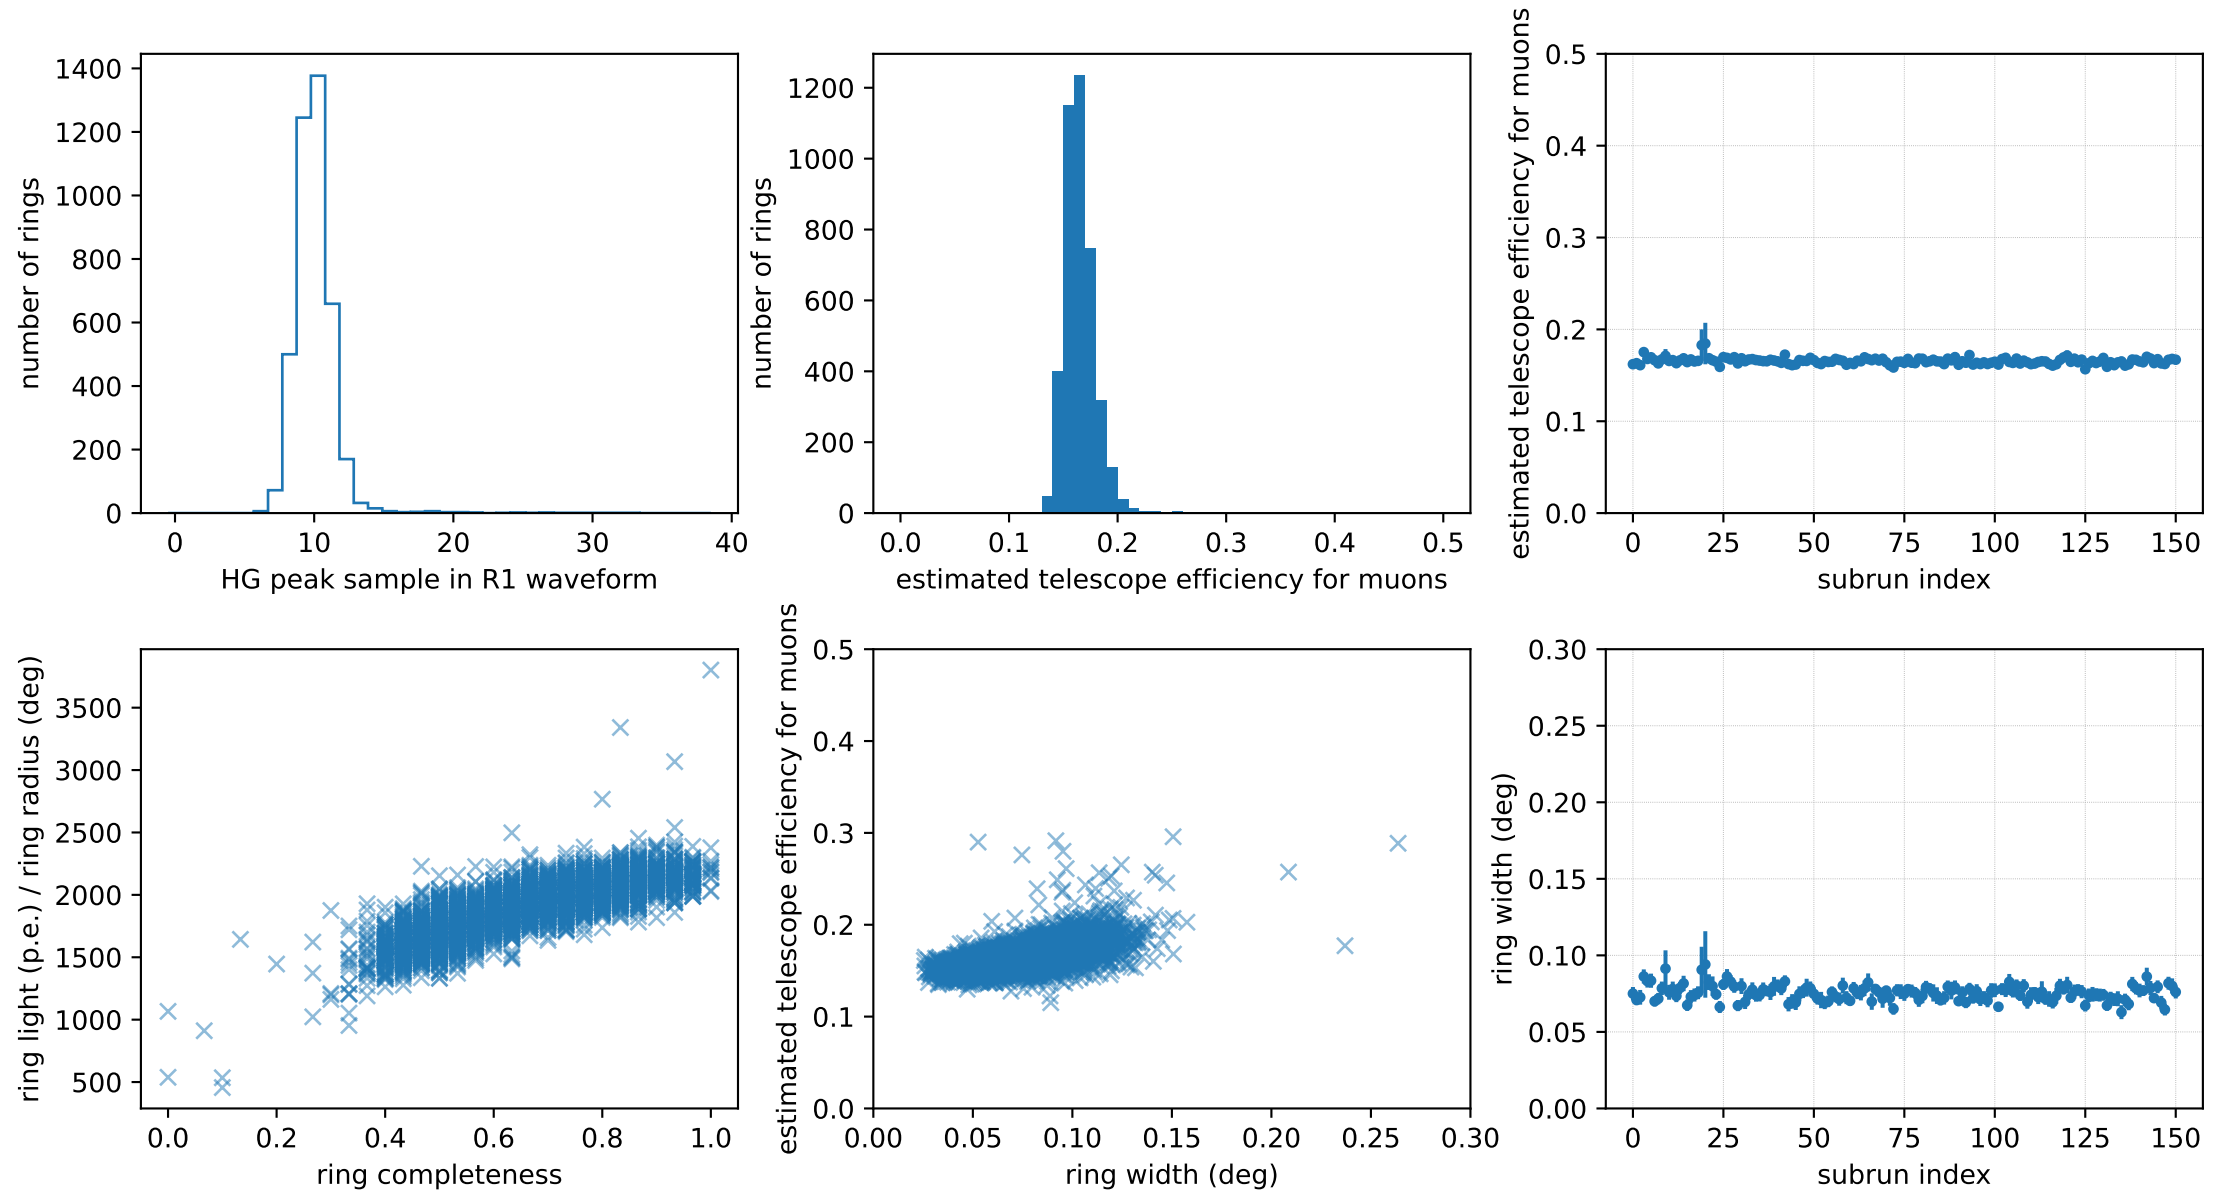 1400
1200
1000
800
600
400
200
0
number of rings
0 10 20 30 40
HG peak sample in R1 waveform
1200
1000
800
600
400
200
0
number of rings
0.0 0.1 0.2 0.3 0.4 0.5
estimated telescope efficiency for muons
0.5
0.4
0.3
0.2
0.1
0.0
estimated telescope efficiency for muons
0 25 50 75 100 125 150
subrun index
3500
3000
2500
2000
1500
1000
500
ring light (p.e.) / ring radius (deg)
0.0 0.2 0.4 0.6 0.8 1.0
ring completeness
0.5
0.4
0.3
0.2
0.1
0.0
estimated telescope efficiency for muons
0.00 0.05 0.10 0.15 0.20 0.25 0.30
ring width (deg)
0.30
0.25
0.20
0.15
0.10
0.05
0.00
ring width (deg)
0 25 50 75 100 125 150
subrun index